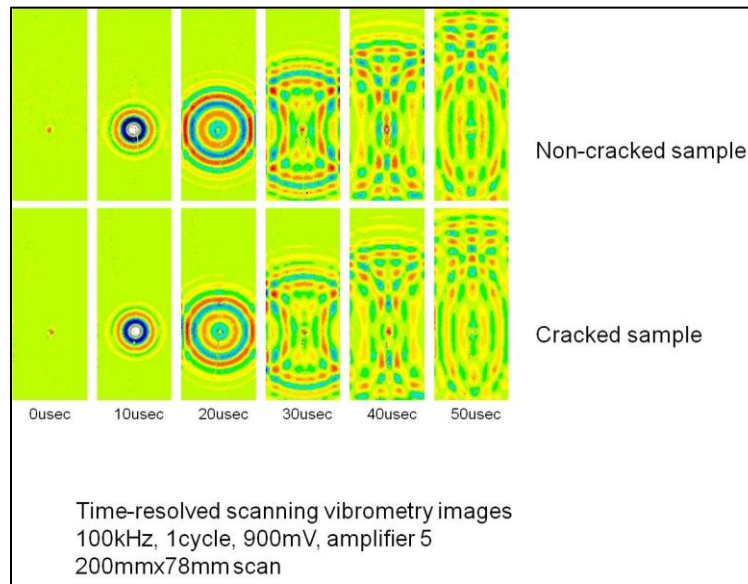 Non-cracked sample
Cracked sample
0usec 10usec 20usec 30usec 40usec 50usec
Time-resolved scanning vibrometry images
100kHz, 1cycle, 900mV, amplifier 5
200mmx78mm scan